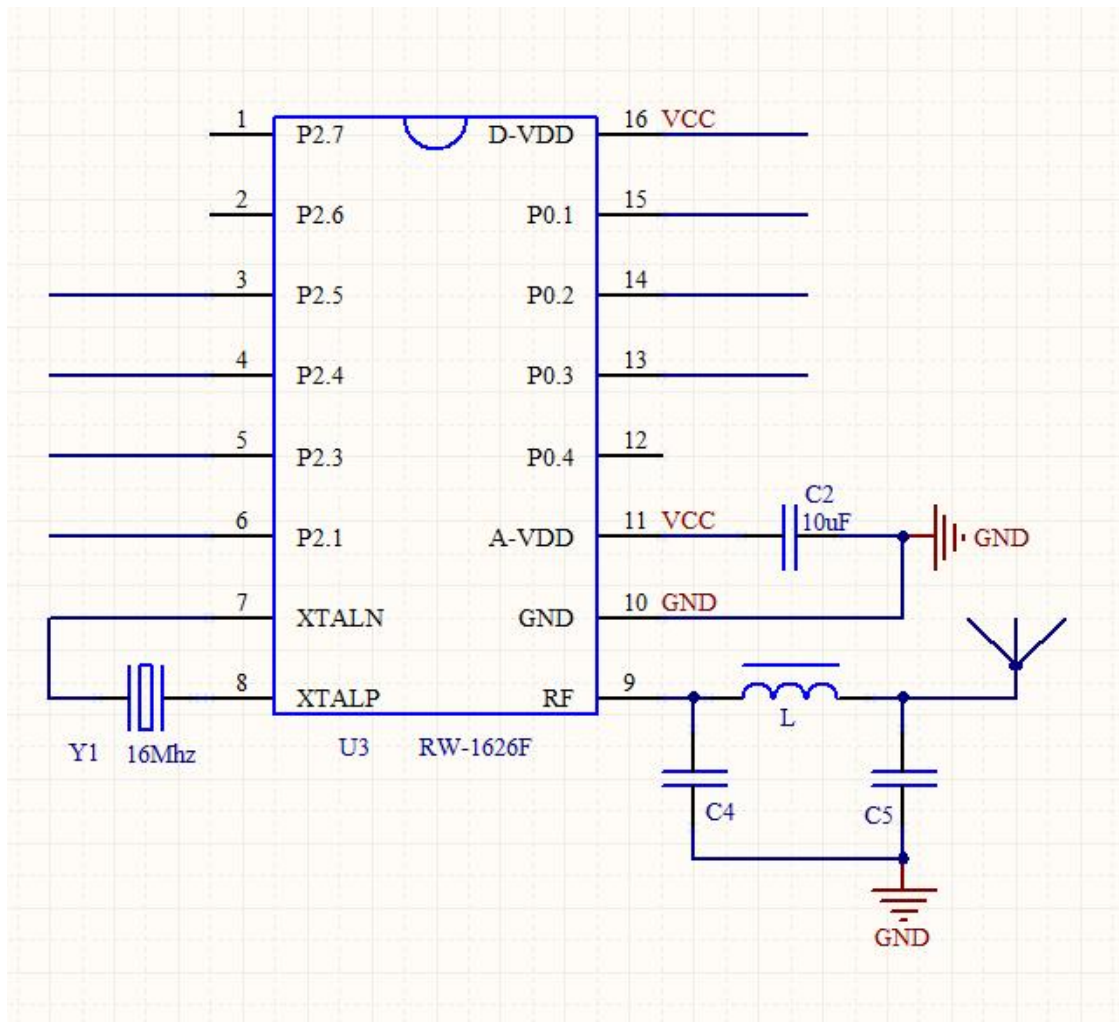 1 P2.7 D-VDD 16 VCC
2 P2.6 P0.1 15
3 P2.5 P0.2 14
4 P2.4 P0.3 13
5 P2.3 P0.4 12
C2
10uF
6 P2.1 A-VDD 11 VCC GND
7 XTALN GND 10 GND
8 XTALP RF 9
L
Y1 16Mhz U3 RW-1626F
C4 C5
GND